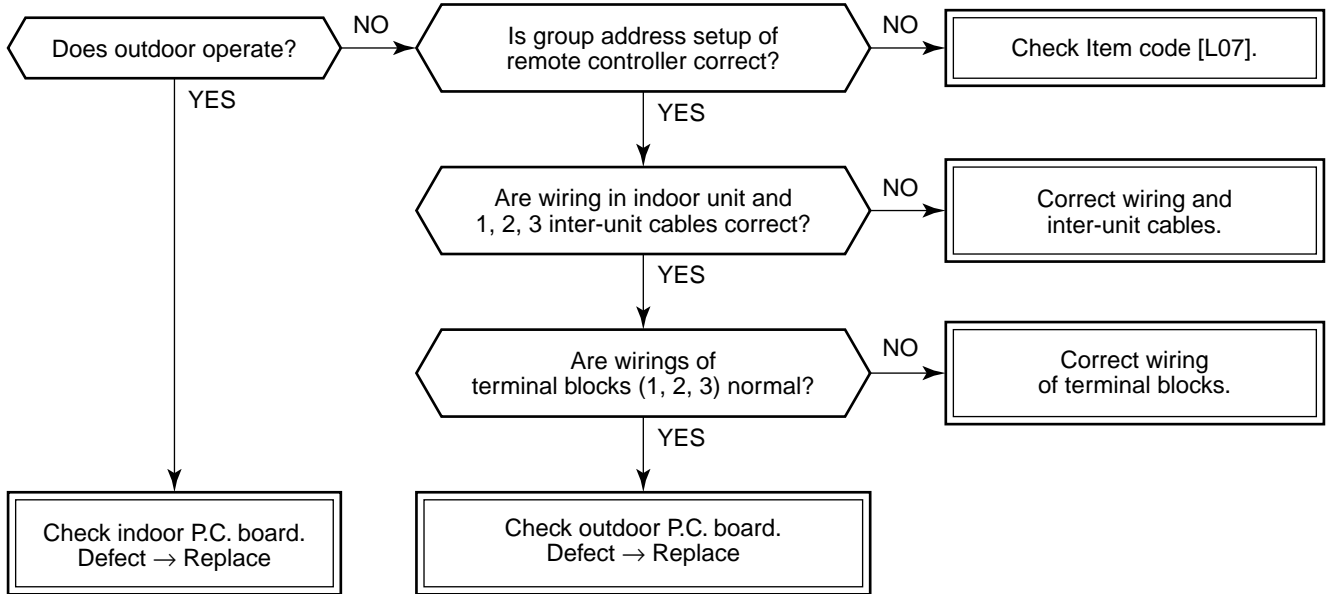 Does outdoor operate?
NO
Is group address setup of
remote controller correct?
NO
Check Item code [L07].
YES
YES
Are wiring in indoor unit and
1, 2, 3 inter-unit cables correct?
NO
Correct wiring and
inter-unit cables.
YES
Are wirings of
terminal blocks (1, 2, 3) normal?
NO
Correct wiring
of terminal blocks.
YES
Check indoor P.C. board.
Defect → Replace
Check outdoor P.C. board.
Defect → Replace